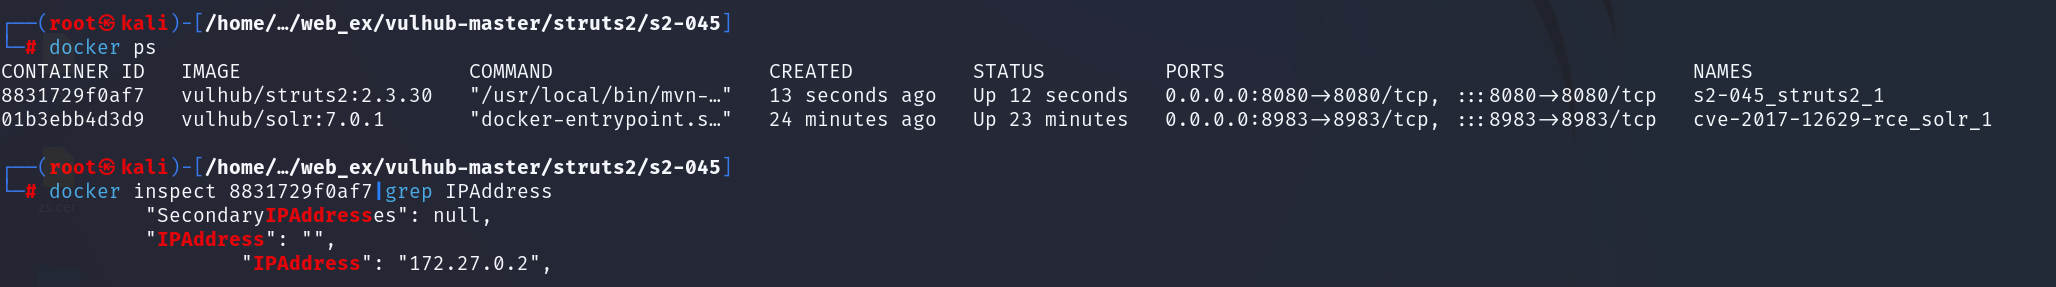 ┌──(root㉿kali)-[/home/…/web_ex/vulhub-master/struts2/s2-045]
└─# docker ps
CONTAINER ID   IMAGE                   COMMAND                  CREATED          STATUS          PORTS                                       NAMES
8831729f0af7   vulhub/struts2:2.3.30   "/usr/local/bin/mvn-…"   13 seconds ago   Up 12 seconds   0.0.0.0:8080->8080/tcp, :::8080->8080/tcp   s2-045_struts2_1
01b3ebb4d3d9   vulhub/solr:7.0.1       "docker-entrypoint.s…"   24 minutes ago   Up 23 minutes   0.0.0.0:8983->8983/tcp, :::8983->8983/tcp   cve-2017-12629-rce_solr_1
┌──(root㉿kali)-[/home/…/web_ex/vulhub-master/struts2/s2-045]
└─# docker inspect 8831729f0af7|grep IPAddress
            "SecondaryIPAddresses": null,
            "IPAddress": "",
                    "IPAddress": "172.27.0.2",